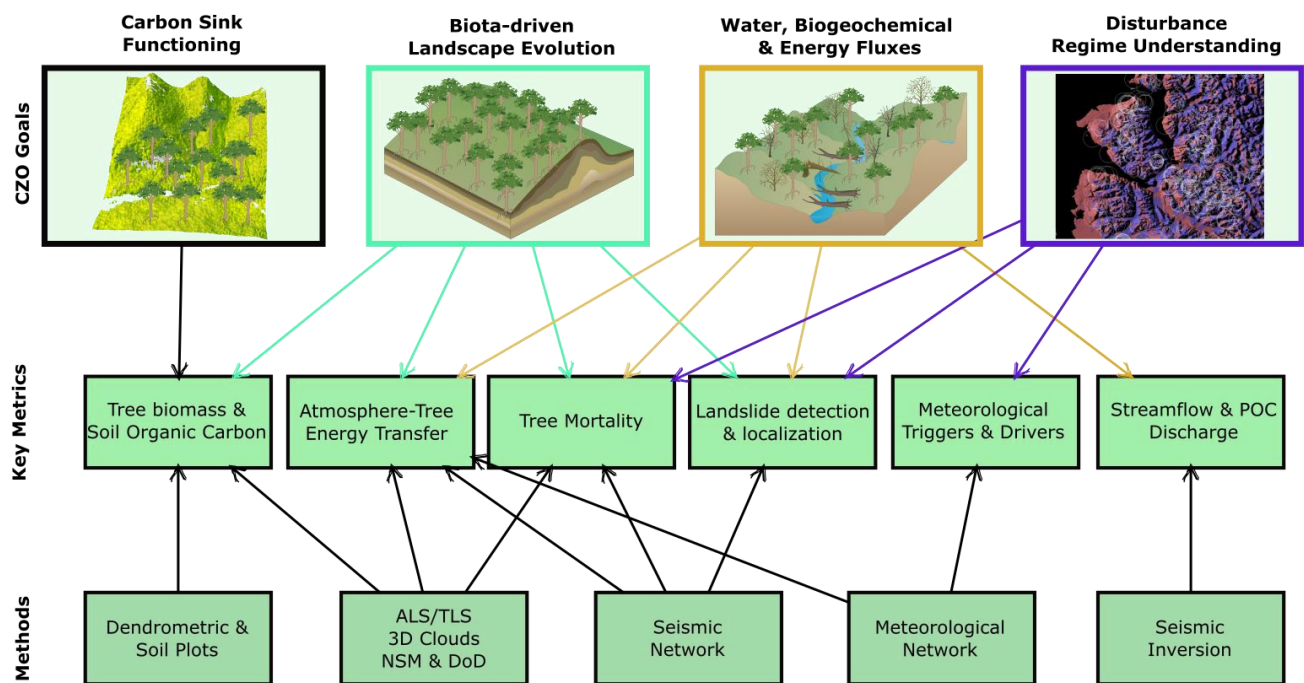 Carbon Sink
Functioning
Biota-driven
Landscape Evolution
Water, Biogeochemical
& Energy Fluxes
Disturbance
Regime Understanding
CZO Goals
Key Metrics
Tree biomass &
Soil Organic Carbon
Atmosphere-Tree
Energy Transfer
Tree Mortality
Landslide detection
& localization
Meteorological
Triggers & Drivers
Streamflow & POC
Discharge
Methods
Dendrometric &
Soil Plots
ALS/TLS
3D Clouds
NSM & DoD
Seismic
Network
Meteorological
Network
Seismic
Inversion